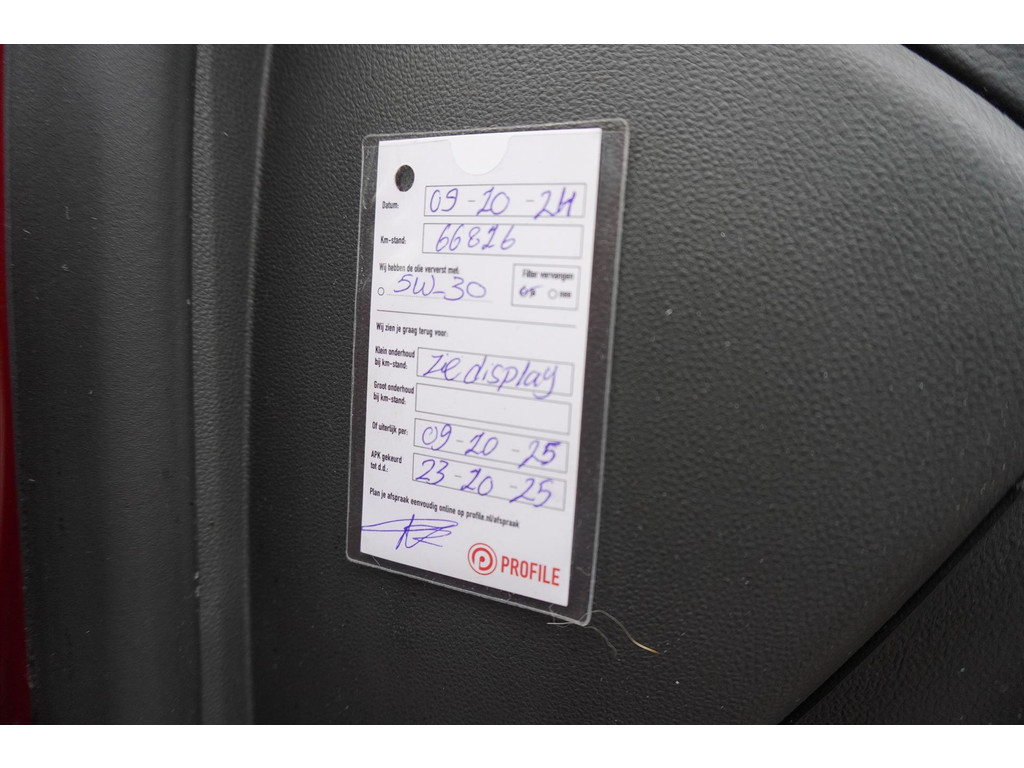 Datum: 09-10-24
Km-stand: 66826
Wij hebben de olie ververst met: Filter vervangen
5W-30
Wij zien je graag terug voor:
Klein onderhoud
bij km-stand: zie display
Groot onderhoud
bij km-stand:
Of uiterlijk per: 09-10-25
APK gekeurd
tot d.d.: 23-10-25
Plan je afspraak eenvoudig online op profile.nl/afspraak
PROFILE